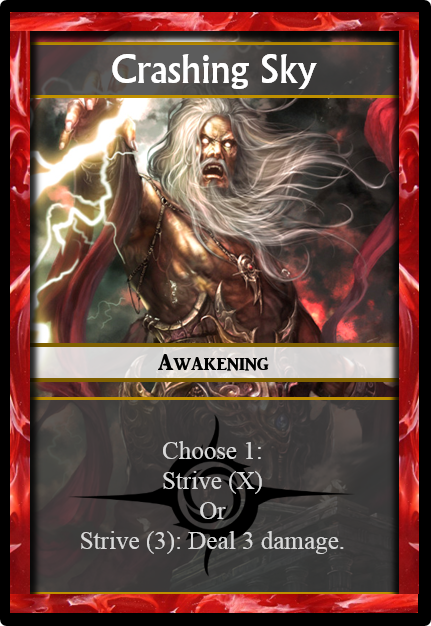 Crashing Sky
Awakening
Choose 1:
Strive (X)
Or
Strive (3): Deal 3 damage.